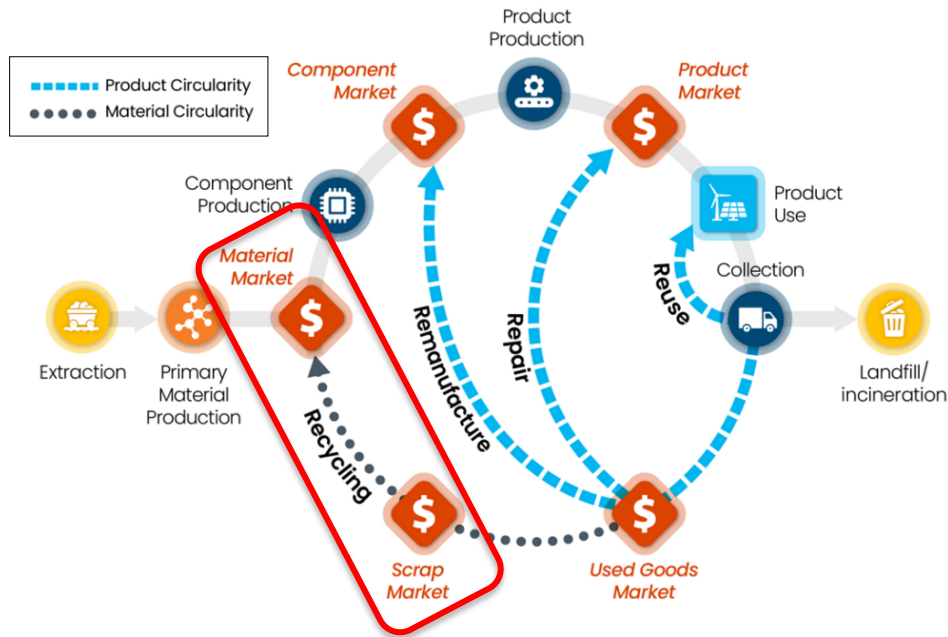 Product Circularity
Material Circularity
Component
Market
$
Product
Production
Product
Market
$
Component
Production
Product
Use
Material
Market
$
Collection
Extraction
Primary
Material
Production
Landfill/
incineration
Recycling
Remanufacture
Repair
Reuse
$
Scrap
Market
$
Used Goods
Market